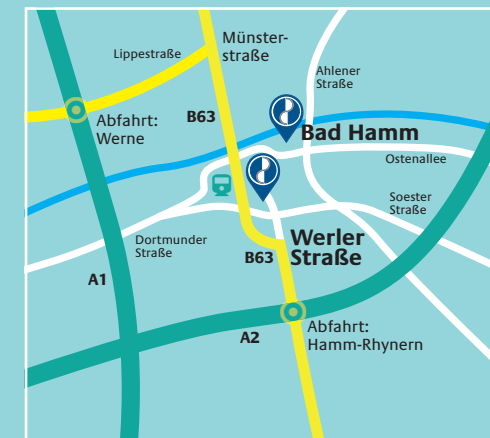 Münster-
straße
Lippestraße
Ahlener
Straße
B63
Abfahrt:
Werne
Bad Hamm
Ostenallee
Soester
Straße
Dortmunder
Straße
Werler
Straße
B63
A1
A2
Abfahrt:
Hamm-Rhynern